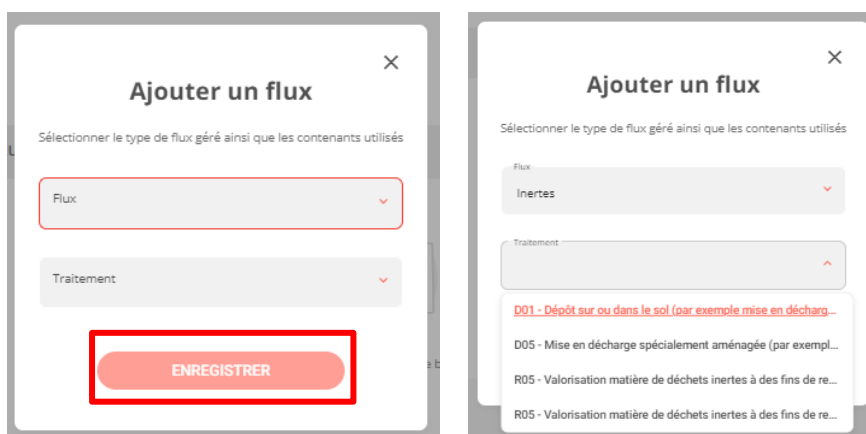 Ajouter un flux
Sélectionner le type de flux géré ainsi que les contenants utilisés
Flux
Traitement
ENREGISTRER
Ajouter un flux
Sélectionner le type de flux géré ainsi que les contenants utilisés
Flux
Inertes
Traitement
D01 - Dépôt sur ou dans le sol (par exemple mise en décharg...
D05 - Mise en décharge spécialement aménagée (par exempl...
R05 - Valorisation matière de déchets inertes à des fins de re...
R05 - Valorisation matière de déchets inertes à des fins de re...